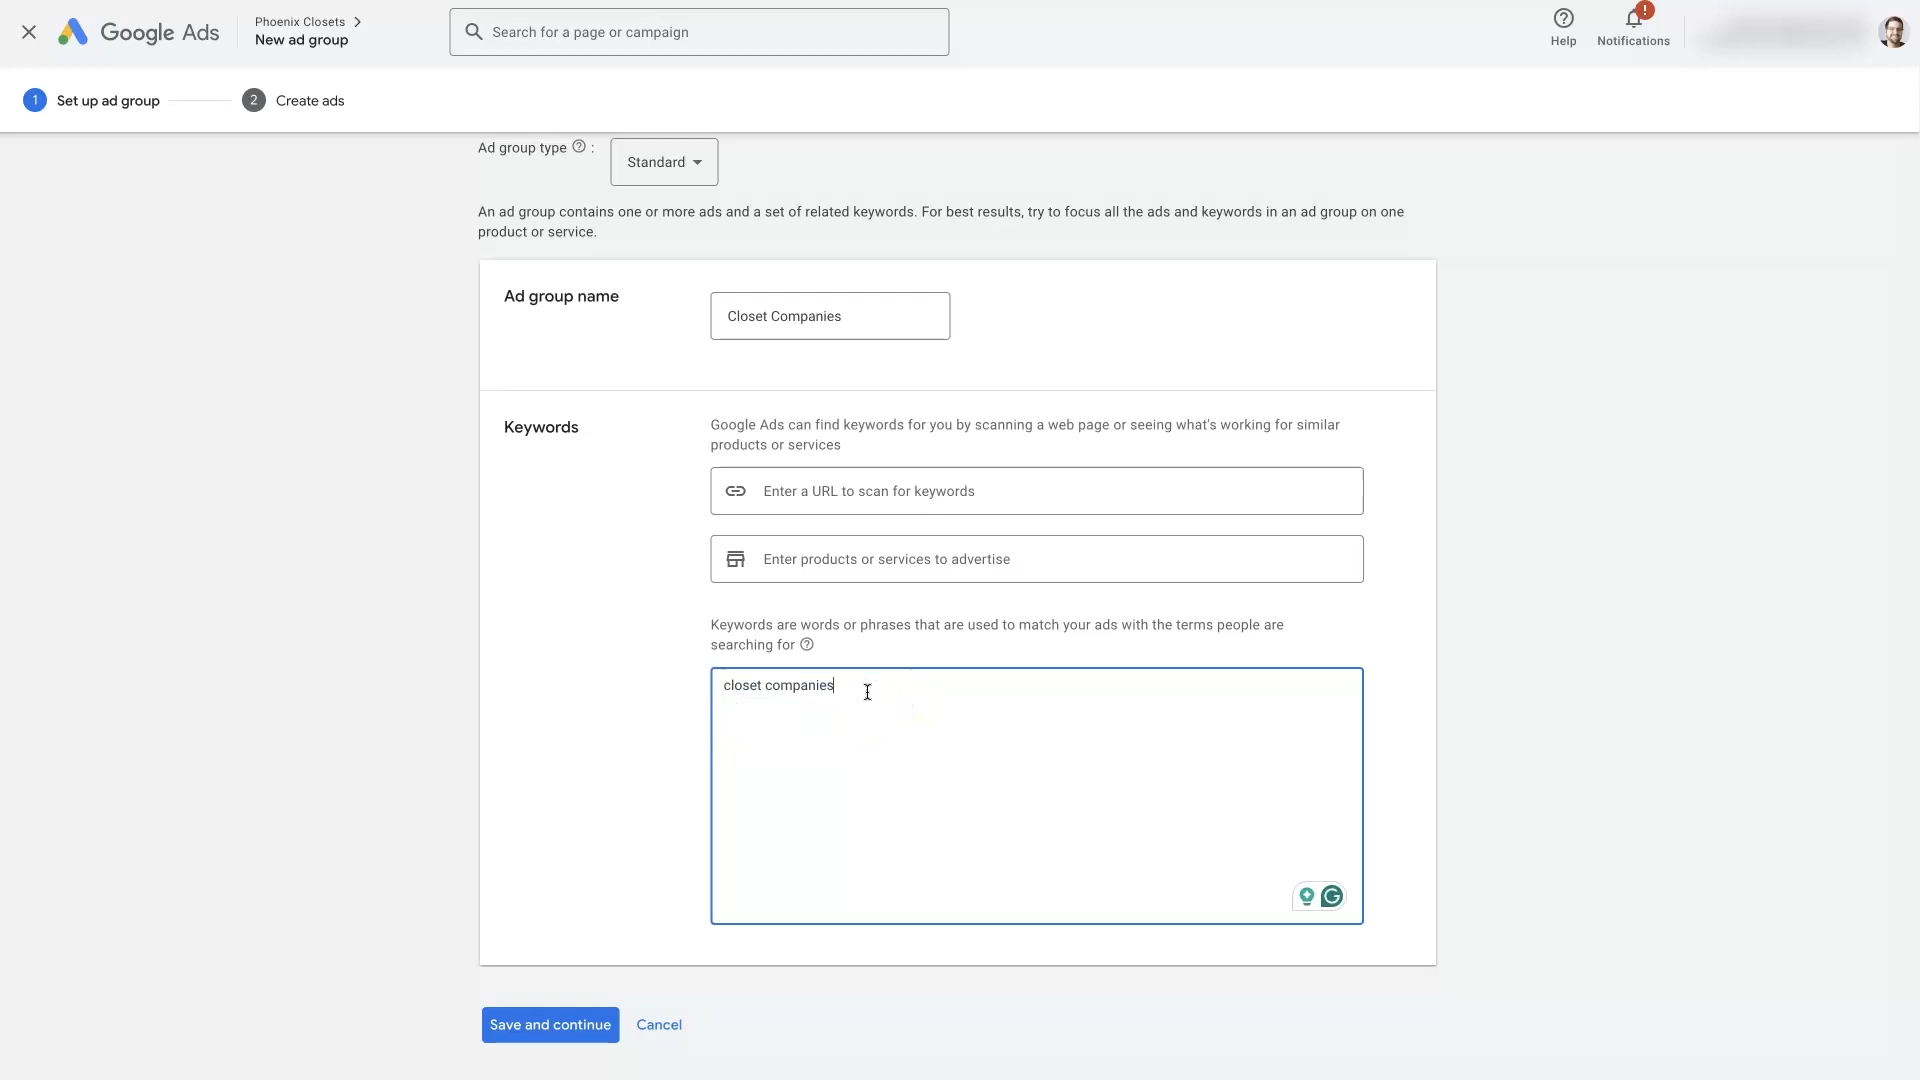 Google Ads
Phoenix Closets
New ad group
Search for a page or campaign
Help
!
Notifications
1 Set up ad group
2 Create ads
Ad group type ? :
Standard
An ad group contains one or more ads and a set of related keywords. For best results, try to focus all the ads and keywords in an ad group on one
product or service.
Ad group name
Closet Companies
Keywords
Google Ads can find keywords for you by scanning a web page or seeing what's working for similar
products or services
Enter a URL to scan for keywords
Enter products or services to advertise
Keywords are words or phrases that are used to match your ads with the terms people are
searching for ?
closet companies
Save and continue
Cancel